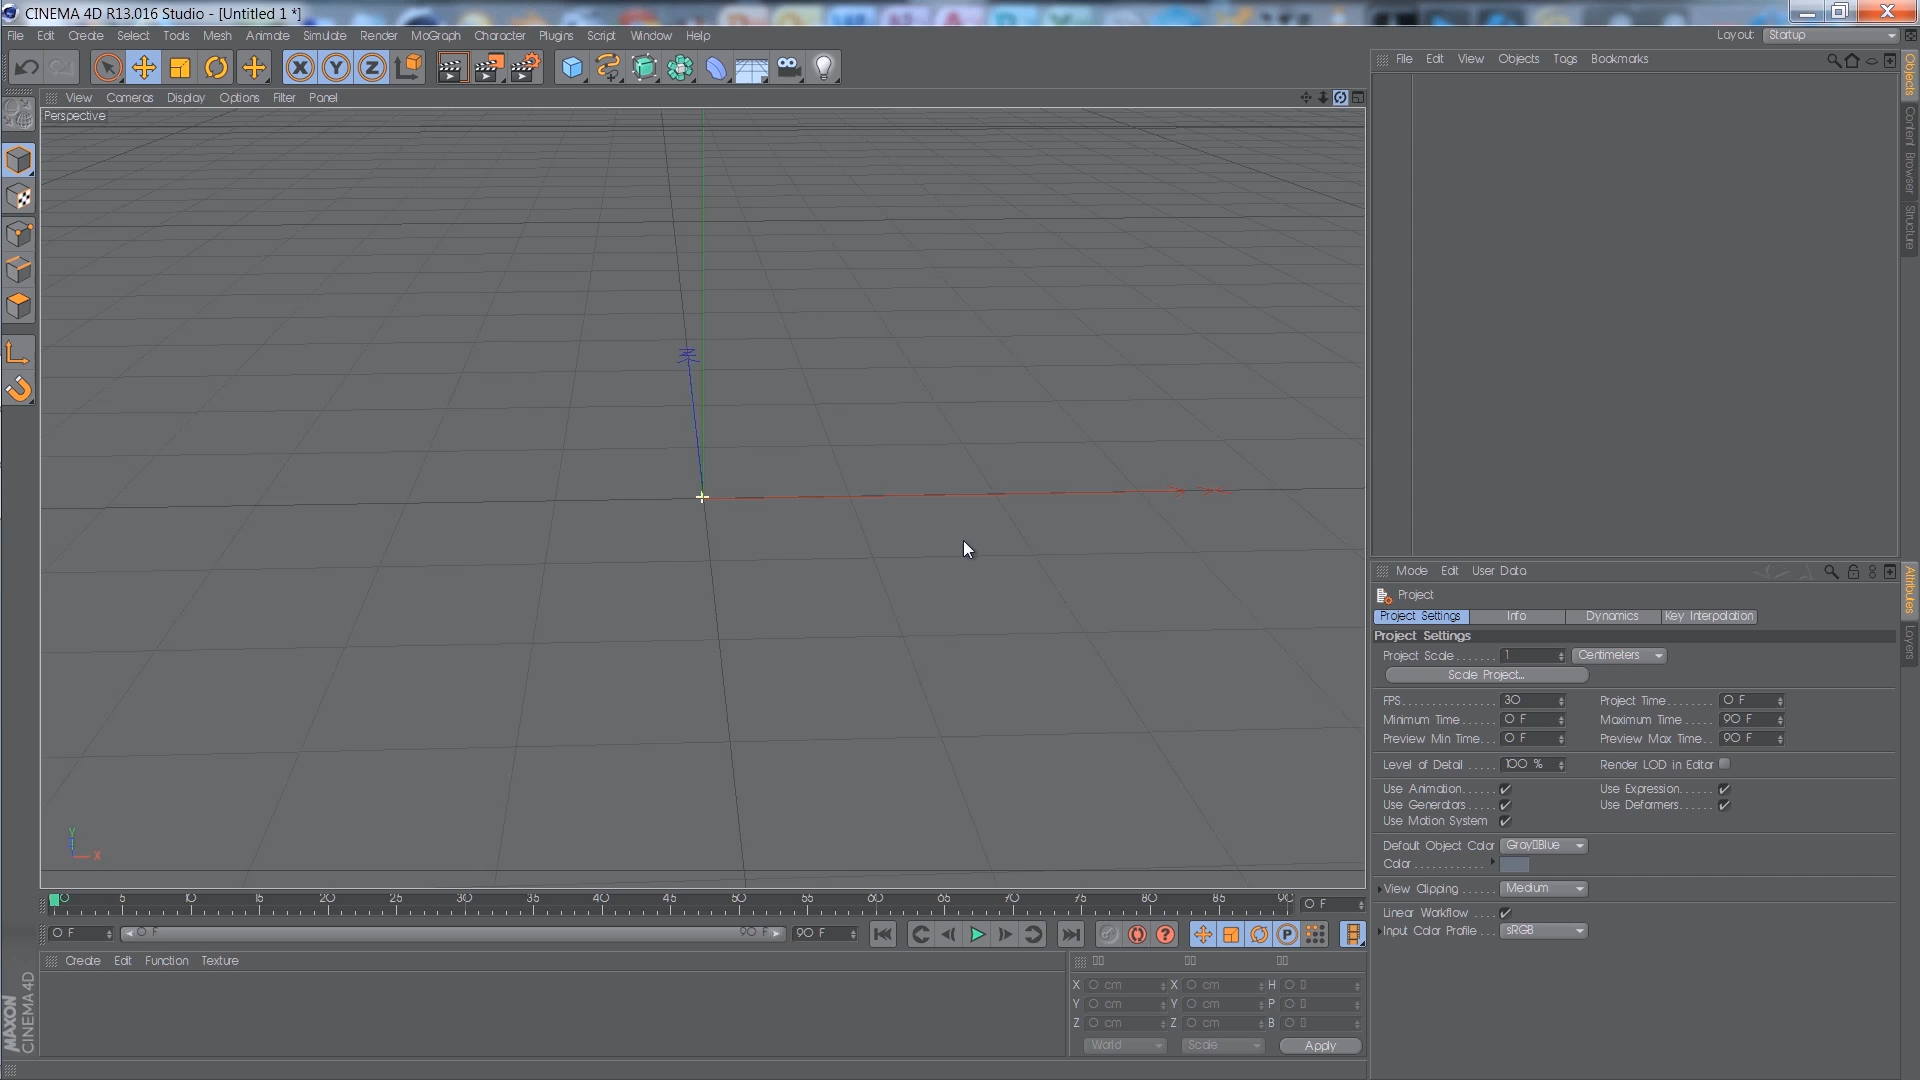 CINEMA 4D R13.016 Studio - [Untitled 1 *]
File Edit Create Select Tools Mesh Animate Simulate Render MoGraph Character Plugins Script Window Help
Layout: Startup
X Y Z
File Edit View Objects Tags Bookmarks
View Cameras Display Options Filter Panel
Perspective
Objects
Content Browser
Structure
Y
X
Mode Edit User Data
Project
Attributes
Layers
Project Settings Info Dynamics Key Interpolation
Project Settings
Project Scale....... 1 Centimeters
Scale Project...
FPS............... 30 Project Time........ 0 F
Minimum Time...... 0 F Maximum Time..... 90 F
Preview Min Time... 0 F Preview Max Time.. 90 F
Level of Detail ..... 100 % Render LOD in Editor
Use Animation...... Use Expression......
Use Generators..... Use Deformers......
Use Motion System
Default Object Color Gray▯Blue
Color............
View Clipping...... Medium
Linear Workflow ....
Input Color Profile... sRGB
0 5 10 15 20 25 30 35 40 45 50 55 60 65 70 75 80 85 90 0 F
0 F 0 F 90 F 90 F P
Create Edit Function Texture
X 0 cm X 0 cm H 0 ▯
Y 0 cm Y 0 cm P 0 ▯
Z 0 cm Z 0 cm B 0 ▯
World Scale Apply
MAXON
CINEMA 4D